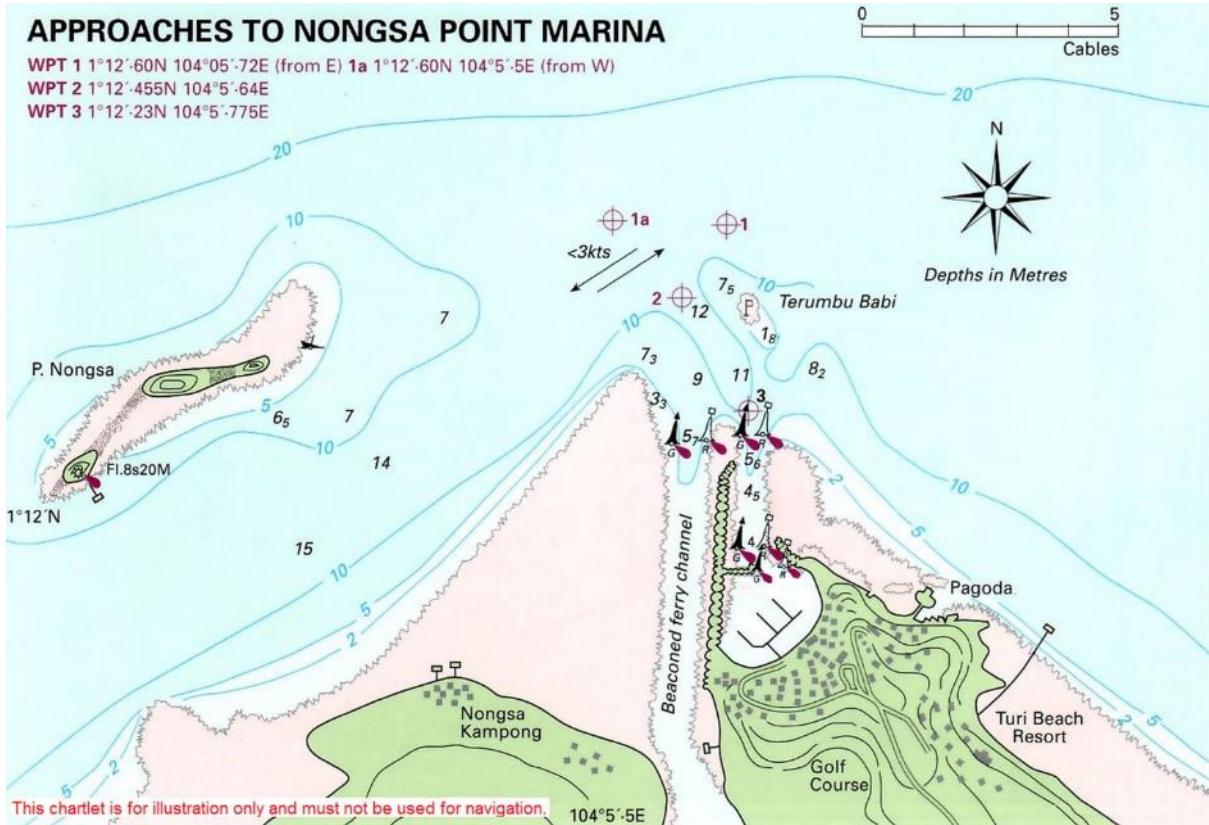 APPROACHES TO NONGSA POINT MARINA
WPT 1 1°12´·60N 104°05´·72E (from E) 1a 1°12´·60N 104°5´·5E (from W)
WPT 2 1°12´·455N 104°5´·64E
WPT 3 1°12´·23N 104°5´·775E
0 5
Cables
20
20
N
10
1a
1
<3kts
Depths in Metres
7₅
10
Terumbu Babi
2
12
7
10
1₈
P. Nongsa
7₃
8₂
9
11
3
3₃
5
6₅
7
5₇
G
R
G
R
5
10
14
5₆
10
Fl.8s20M
4₅
5
2
1°12´N
15
4
G
R
G
R
10
5
2
Beaconed ferry channel
Pagoda
Nongsa
Kampong
Turi Beach
Resort
2
5
Golf
Course
5
2
104°5´·5E
This chartlet is for illustration only and must not be used for navigation.